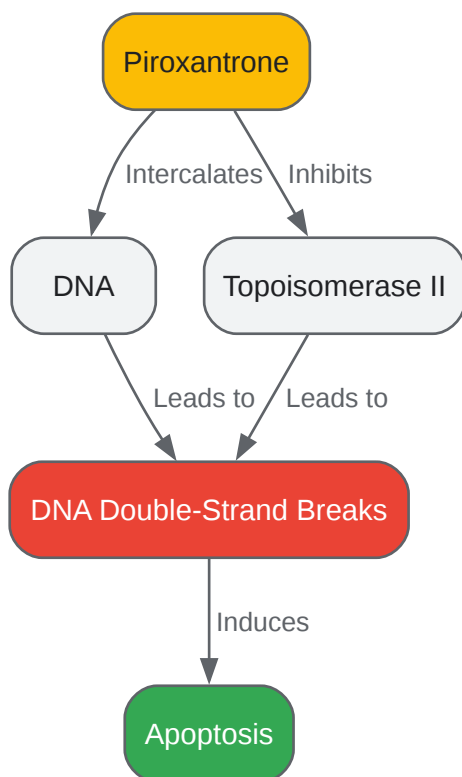 Piroxantrone
Intercalates Inhibits
DNA Topoisomerase II
Leads to Leads to
DNA Double-Strand Breaks
Induces
Apoptosis